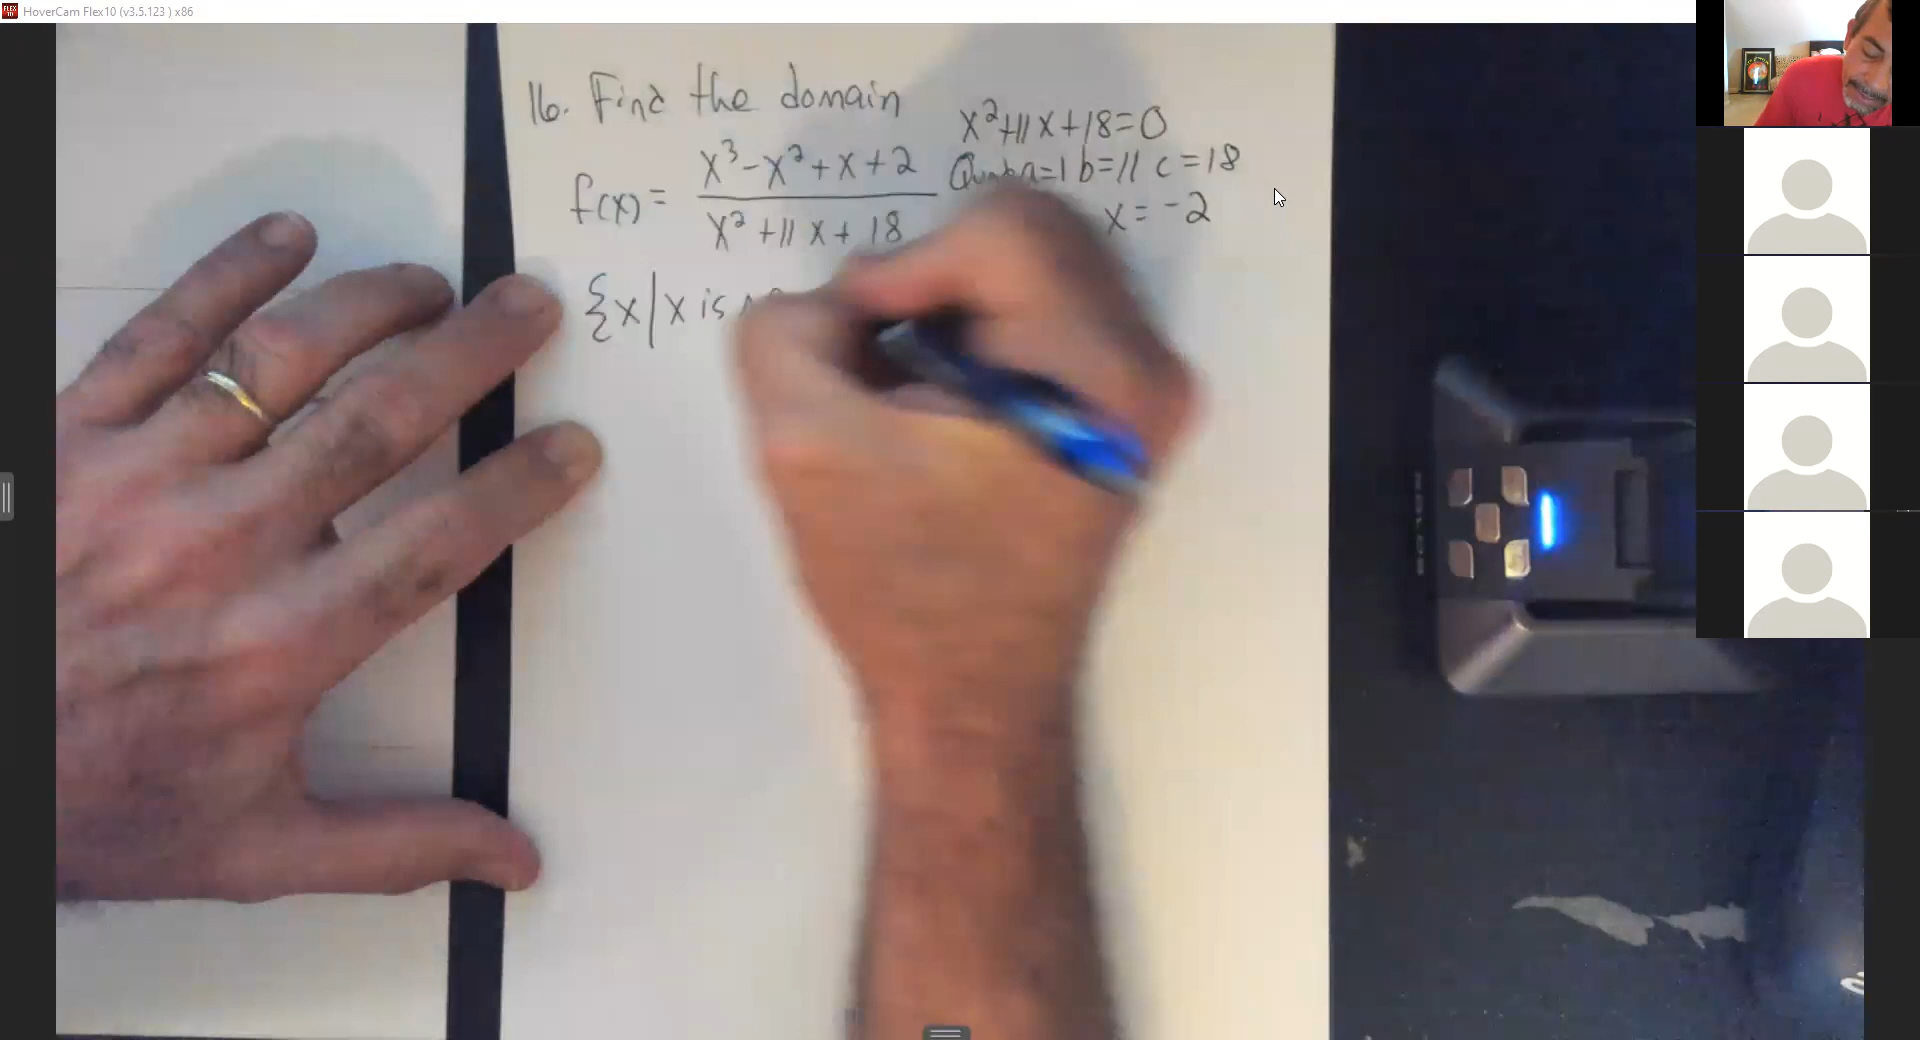 HoverCam Flex10 (v3.5.123) x86
16. Find the domain
x²+11x+18=0
f(x)= x³-x²+x+2
a=1 b=11 c=18
x²+11x+18
x=-2
{x|x is